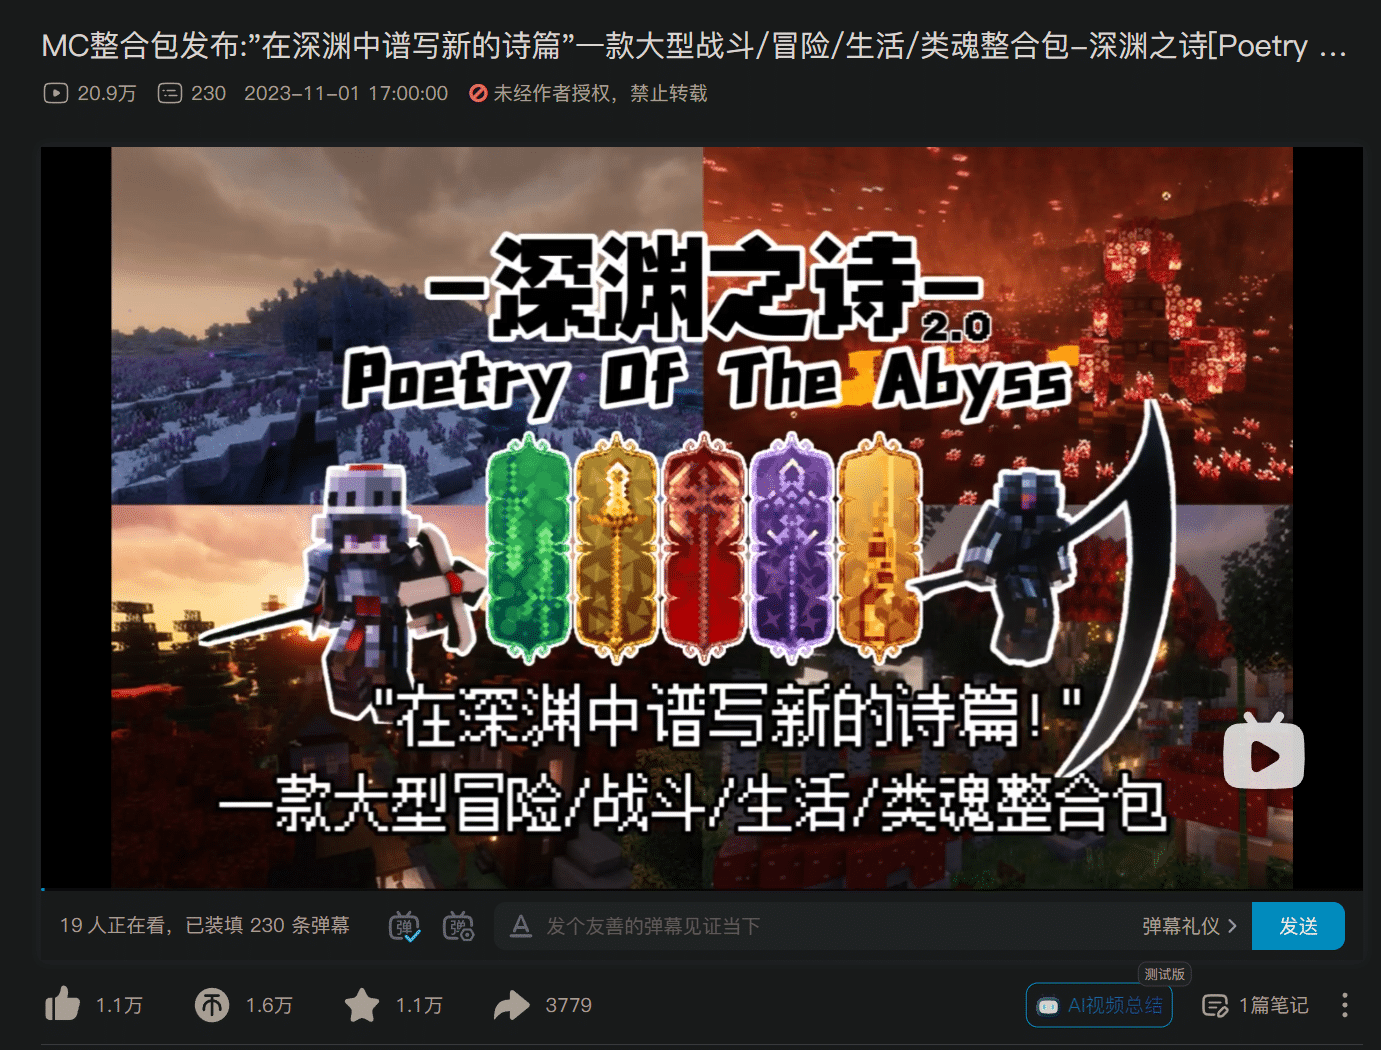 MC整合包发布:”在深渊中谱写新的诗篇”一款大型战斗/冒险/生活/类魂整合包-深渊之诗[Poetry ...
20.9万 230 2023-11-01 17:00:00 未经作者授权，禁止转载
-深渊之诗-
2.0
Poetry Of The Abyss
"在深渊中谱写新的诗篇!"
一款大型冒险/战斗/生活/类魂整合包
19 人正在看，已装填 230 条弹幕 弹 弹 A 发个友善的弹幕见证当下 弹幕礼仪 > 发送
测试版
1.1万 币 1.6万 1.1万 3779 AI视频总结 1篇笔记